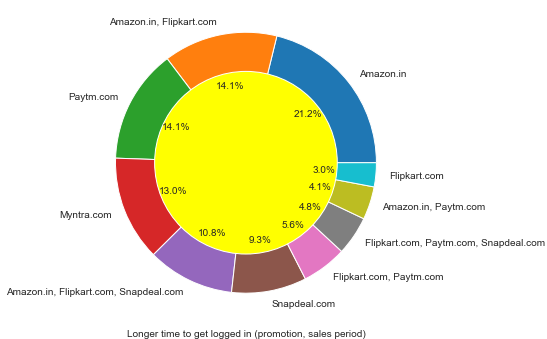 Amazon.in, Flipkart.com
Amazon.in
Paytm.com
Myntra.com
Amazon.in, Flipkart.com, Snapdeal.com
Snapdeal.com
Flipkart.com, Paytm.com
Flipkart.com, Paytm.com, Snapdeal.com
Amazon.in, Paytm.com
Flipkart.com
14.1%
21.2%
14.1%
13.0%
10.8%
9.3%
5.6%
4.8%
4.1%
3.0%
Longer time to get logged in (promotion, sales period)